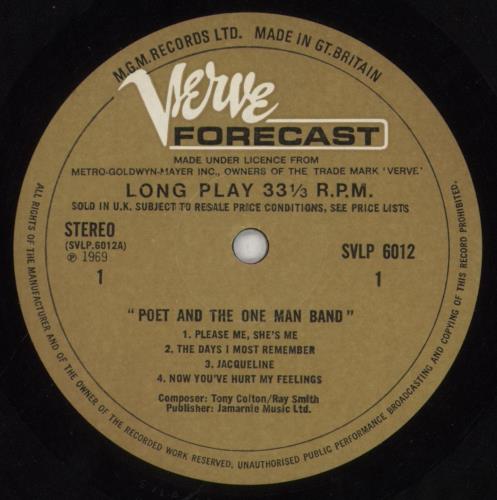 M.G.M. RECORDS LTD. MADE IN GT. BRITAIN
Verve
FORECAST
MADE UNDER LICENCE FROM
METRO-GOLDWYN-MAYER INC., OWNERS OF THE TRADE MARK 'VERVE'
LONG PLAY 33 1/3 R.P.M.
SOLD IN U.K. SUBJECT TO RESALE PRICE CONDITIONS, SEE PRICE LISTS
STEREO
(SVLP.6012A)
℗ 1969
1
SVLP 6012
1
"POET AND THE ONE MAN BAND"
1. PLEASE ME, SHE'S ME
2. THE DAYS I MOST REMEMBER
3. JACQUELINE
4. NOW YOU'VE HURT MY FEELINGS
Composer: Tony Colton/Ray Smith
Publisher: Jamarnie Music Ltd.
ALL RIGHTS OF THE MANUFACTURER AND OF THE OWNER OF THE RECORDED WORK RESERVED, UNAUTHORISED PUBLIC PERFORMANCE BROADCASTING AND COPYING OF THIS RECORD PROHIBITED.